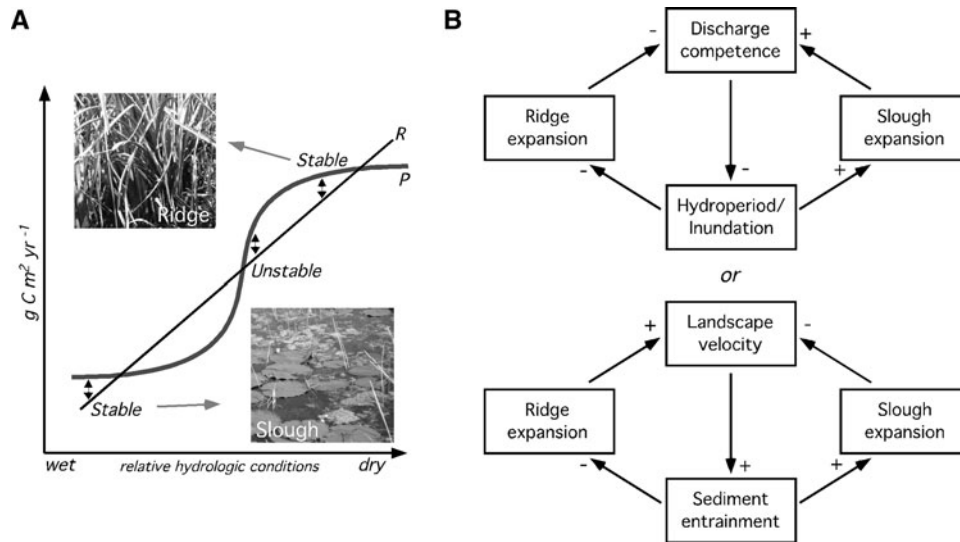 A
g C m² yr -1
R
P
Stable
Ridge
Unstable
Stable
Slough
wet
relative hydrologic conditions
dry
B
Discharge
competence
-
+
Ridge
expansion
Slough
expansion
-
-
+
Hydroperiod/
Inundation
or
Landscape
velocity
+
-
Ridge
expansion
Slough
expansion
-
+
+
Sediment
entrainment